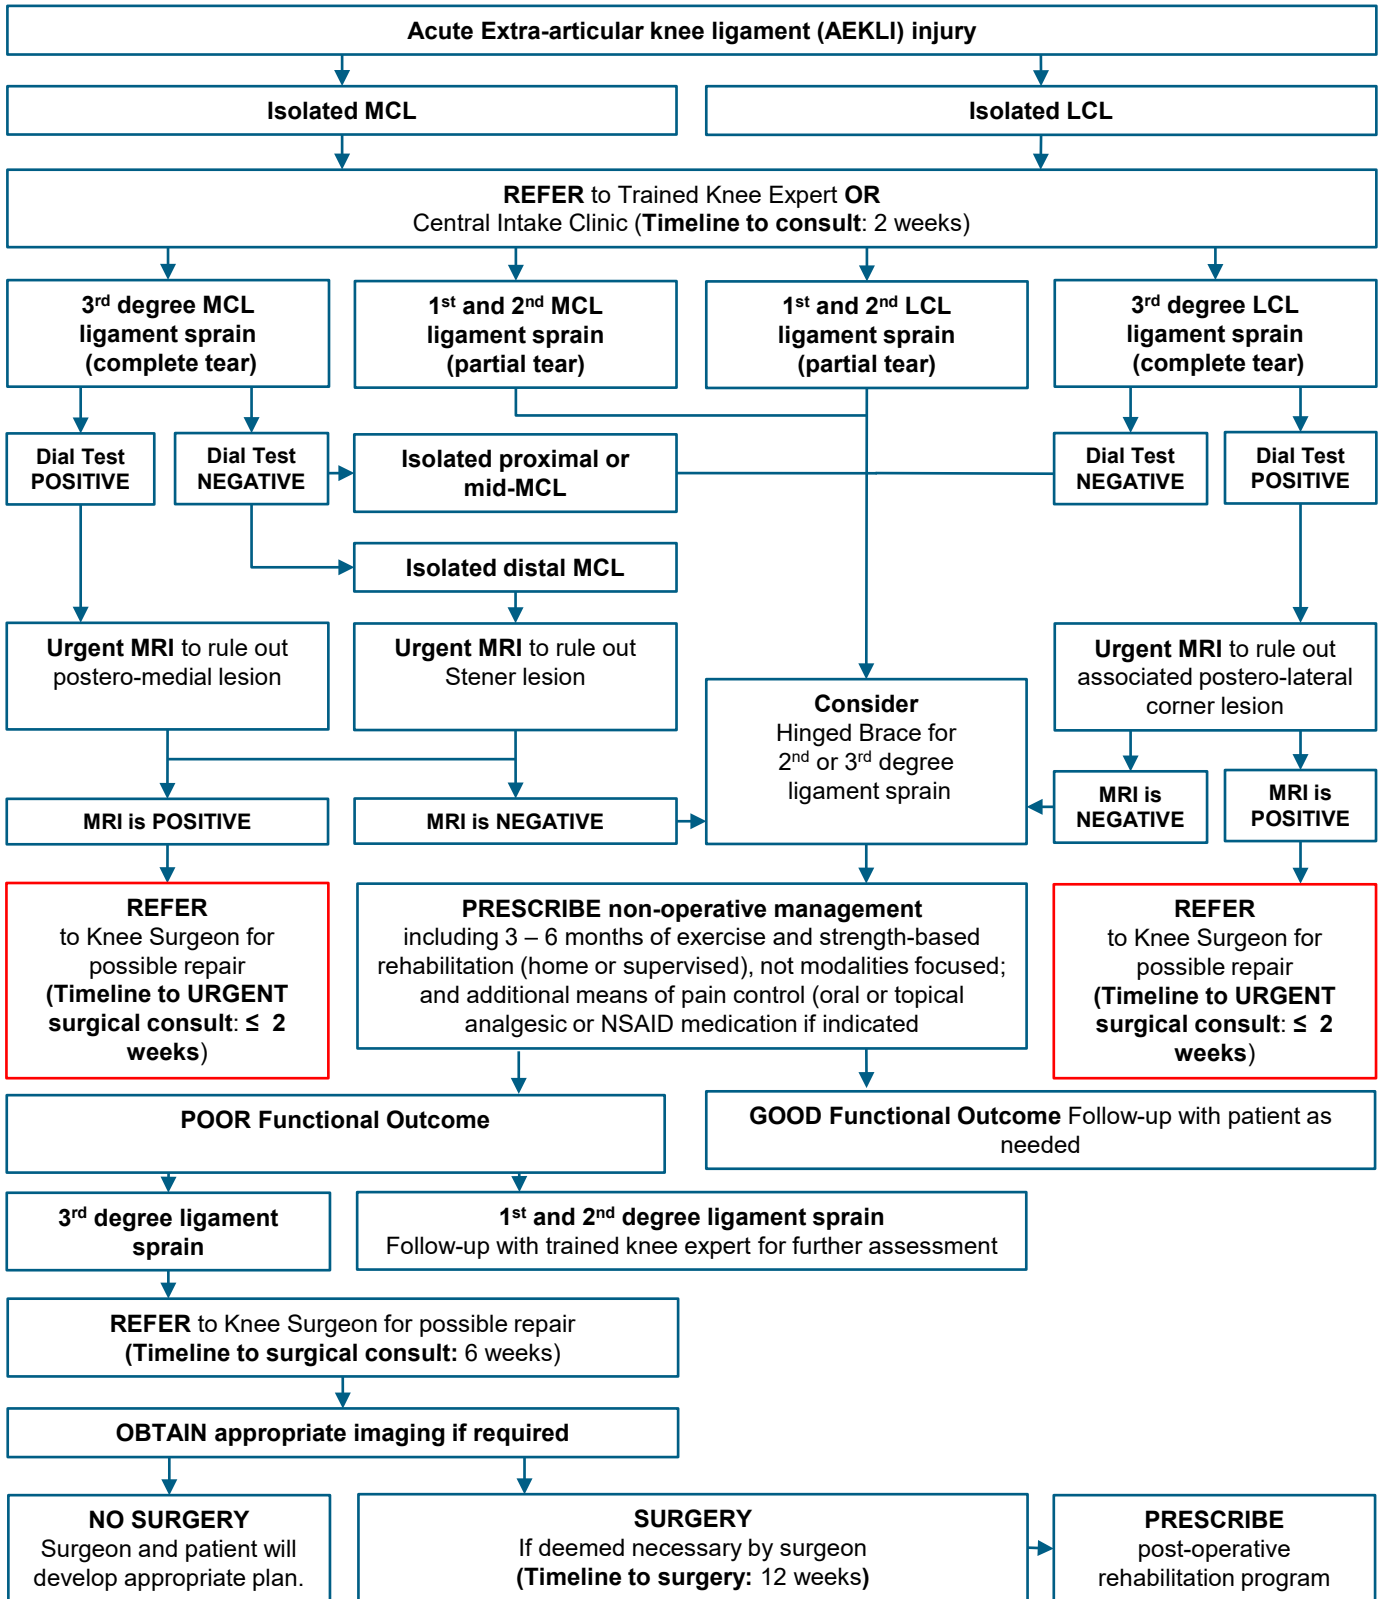 Acute Extra-articular knee ligament (AEKLI) injury
Isolated MCL
Isolated LCL
REFER to Trained Knee Expert OR
Central Intake Clinic (Timeline to consult: 2 weeks)
3rd degree MCL
ligament sprain
(complete tear)
1st and 2nd MCL
ligament sprain
(partial tear)
1st and 2nd LCL
ligament sprain
(partial tear)
3rd degree LCL
ligament sprain
(complete tear)
Dial Test
POSITIVE
Dial Test
NEGATIVE
Isolated proximal or
mid-MCL
Dial Test
NEGATIVE
Dial Test
POSITIVE
Isolated distal MCL
Urgent MRI to rule out
postero-medial lesion
Urgent MRI to rule out
Stener lesion
Consider
Hinged Brace for
2nd or 3rd degree
ligament sprain
Urgent MRI to rule out
associated postero-lateral
corner lesion
MRI is POSITIVE
MRI is NEGATIVE
MRI is
NEGATIVE
MRI is
POSITIVE
REFER
to Knee Surgeon for
possible repair
(Timeline to URGENT
surgical consult: ≤ 2
weeks)
PRESCRIBE non-operative management
including 3 – 6 months of exercise and strength-based
rehabilitation (home or supervised), not modalities focused;
and additional means of pain control (oral or topical
analgesic or NSAID medication if indicated
REFER
to Knee Surgeon for
possible repair
(Timeline to URGENT
surgical consult: ≤ 2
weeks)
POOR Functional Outcome
GOOD Functional Outcome Follow-up with patient as
needed
3rd degree ligament
sprain
1st and 2nd degree ligament sprain
Follow-up with trained knee expert for further assessment
REFER to Knee Surgeon for possible repair
(Timeline to surgical consult: 6 weeks)
OBTAIN appropriate imaging if required
NO SURGERY
Surgeon and patient will
develop appropriate plan.
SURGERY
If deemed necessary by surgeon
(Timeline to surgery: 12 weeks)
PRESCRIBE
post-operative
rehabilitation program